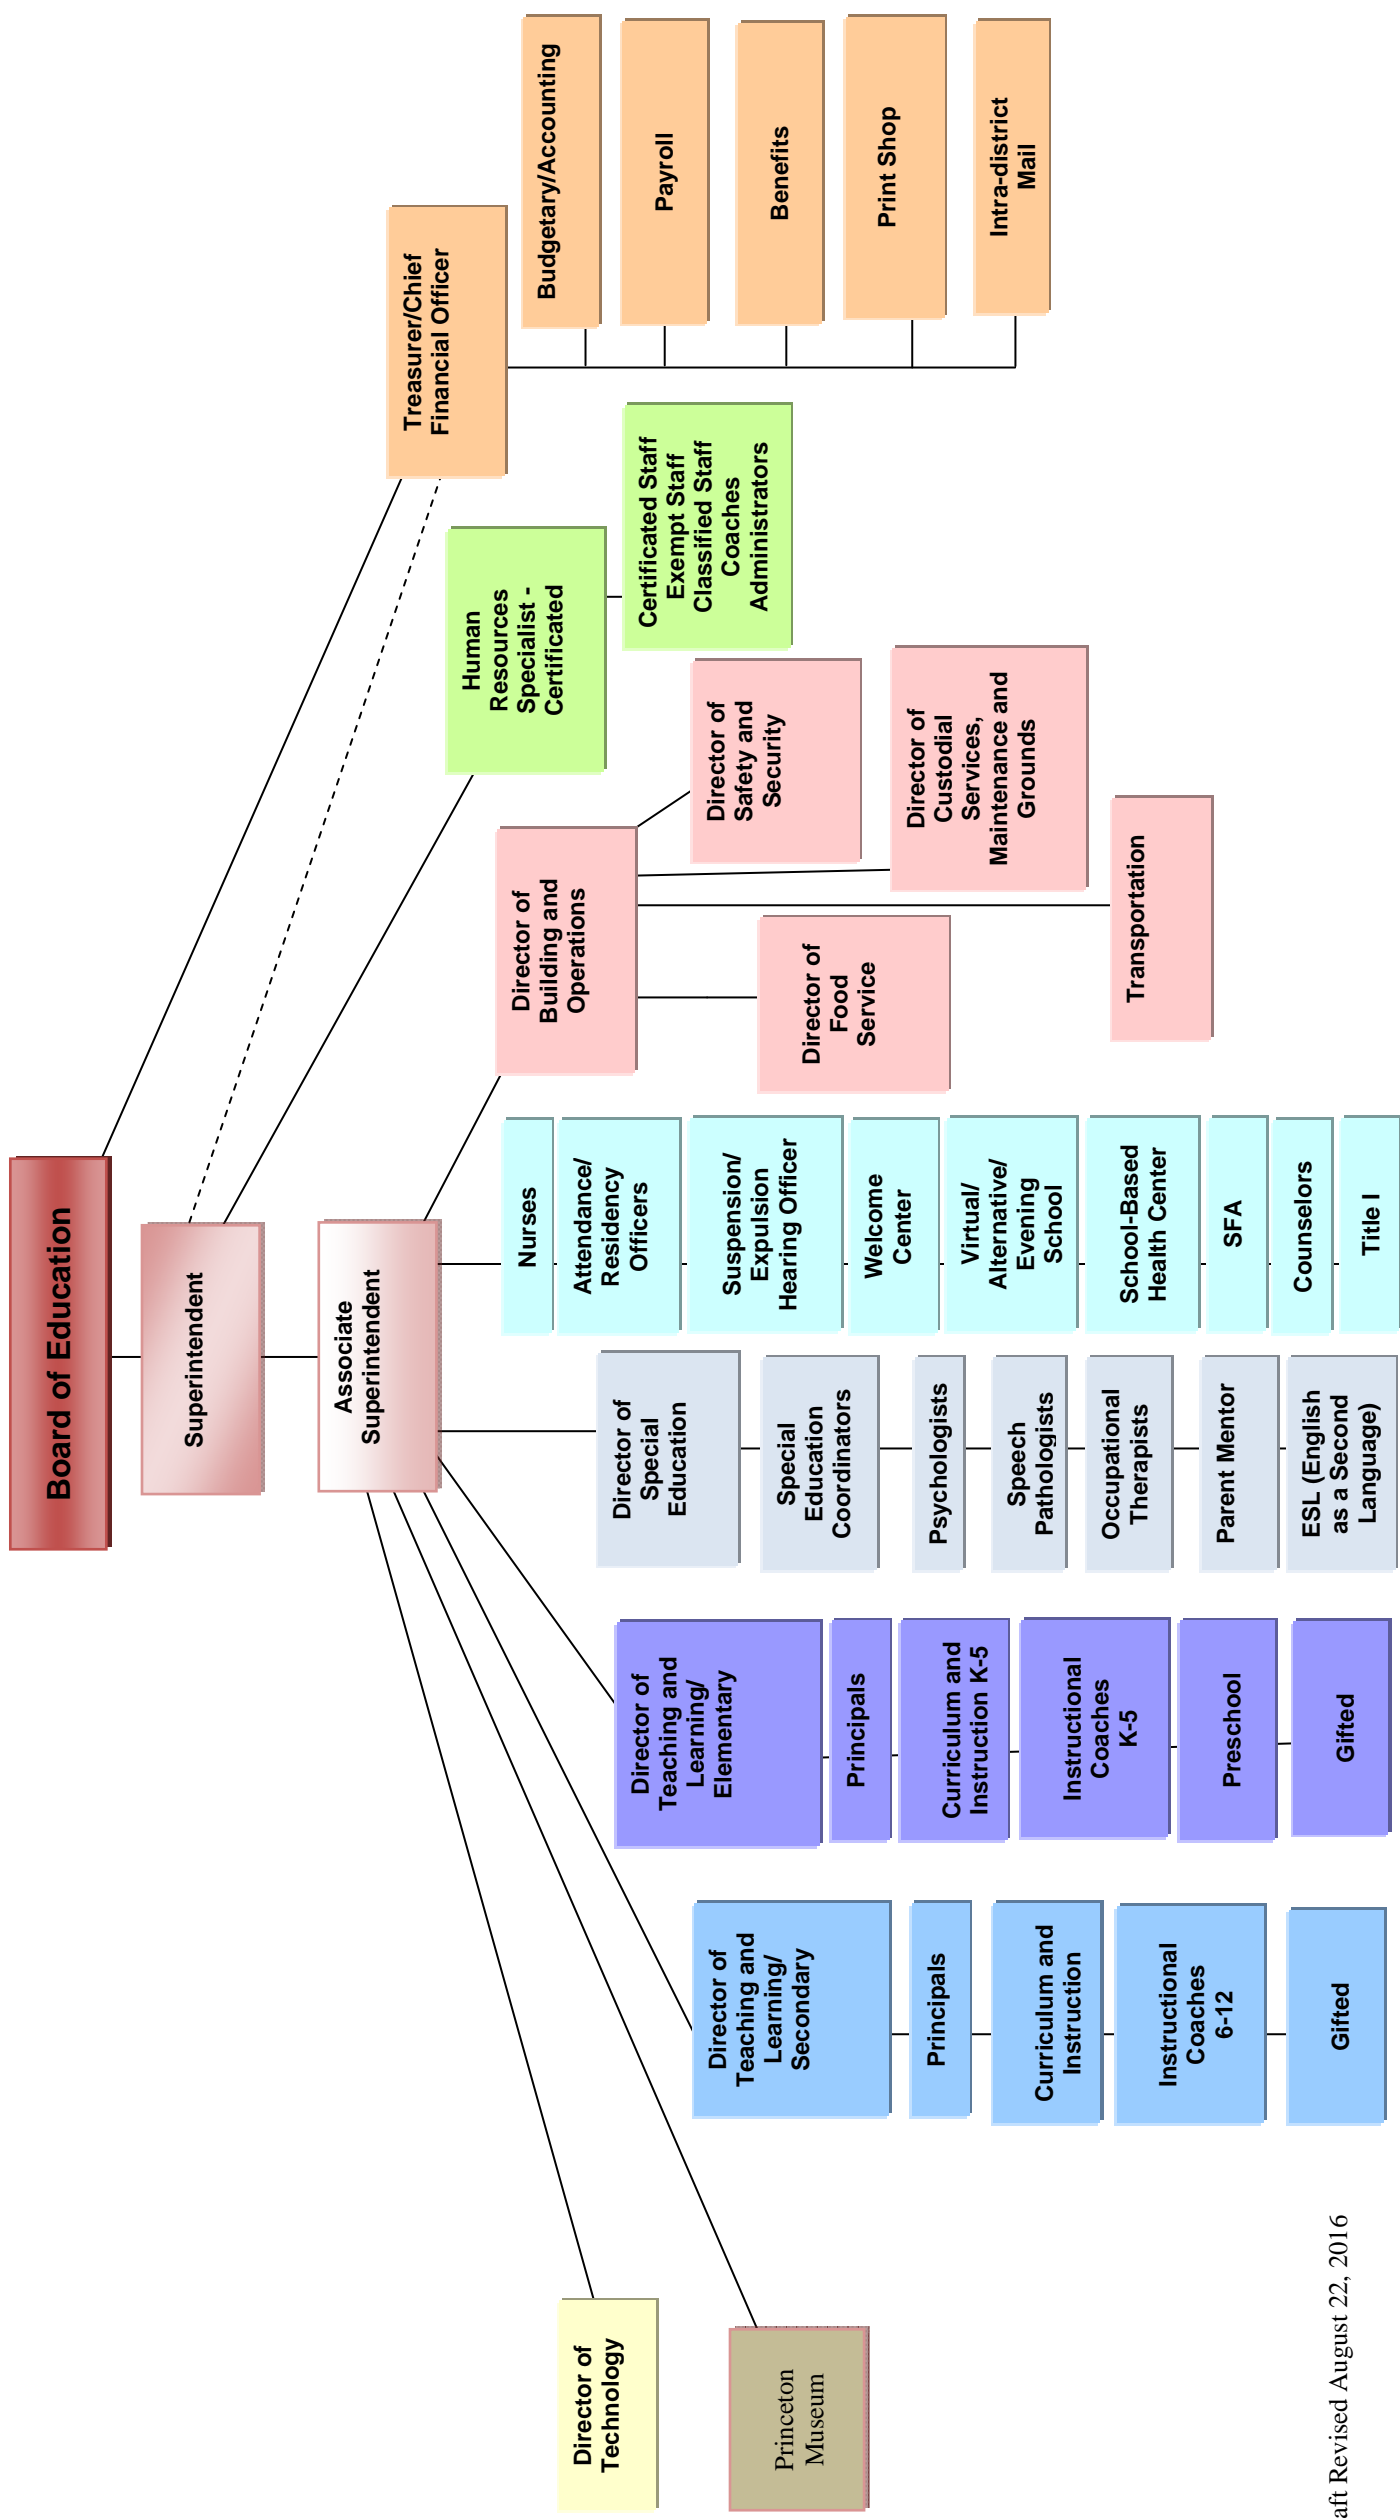 Board of Education
Superintendent
Associate
Superintendent
Treasurer/Chief
Financial Officer
Budgetary/Accounting
Payroll
Benefits
Print Shop
Intra-district
Mail
Human
Resources
Specialist -
Certificated
Certificated Staff
Exempt Staff
Classified Staff
Coaches
Administrators
Director of
Building and
Operations
Director of
Safety and
Security
Director of
Custodial
Services,
Maintenance and
Grounds
Director of
Food
Service
Transportation
Nurses
Attendance/
Residency
Officers
Suspension/
Expulsion
Hearing Officer
Welcome
Center
Virtual/
Alternative/
Evening
School
School-Based
Health Center
SFA
Counselors
Title I
Director of
Special
Education
Special
Education
Coordinators
Psychologists
Speech
Pathologists
Occupational
Therapists
Parent Mentor
ESL (English
as a Second
Language)
Director of
Teaching and
Learning/
Elementary
Principals
Curriculum and
Instruction K-5
Instructional
Coaches
K-5
Preschool
Gifted
Director of
Teaching and
Learning/
Secondary
Principals
Curriculum and
Instruction
Instructional
Coaches
6-12
Gifted
Director of
Technology
Princeton
Museum
aft Revised August 22, 2016